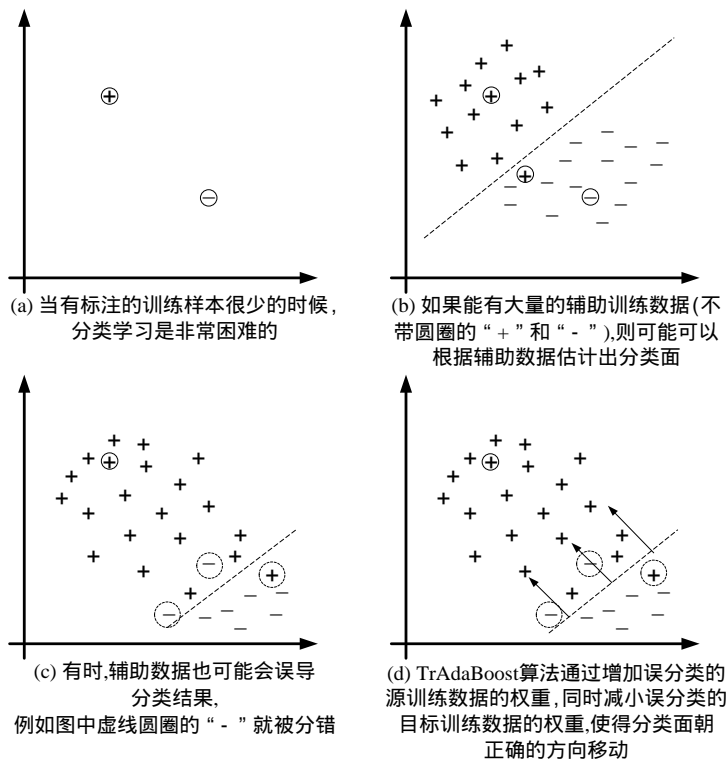 (a) 当有标注的训练样本很少的时候,
分类学习是非常困难的
(b) 如果能有大量的辅助训练数据(不
带圆圈的“+”和“-”),则可能可以
根据辅助数据估计出分类面
(c) 有时,辅助数据也可能会误导
分类结果,
例如图中虚线圆圈的“-”就被分错
(d) TrAdaBoost算法通过增加误分类的
源训练数据的权重,同时减小误分类的
目标训练数据的权重,使得分类面朝
正确的方向移动